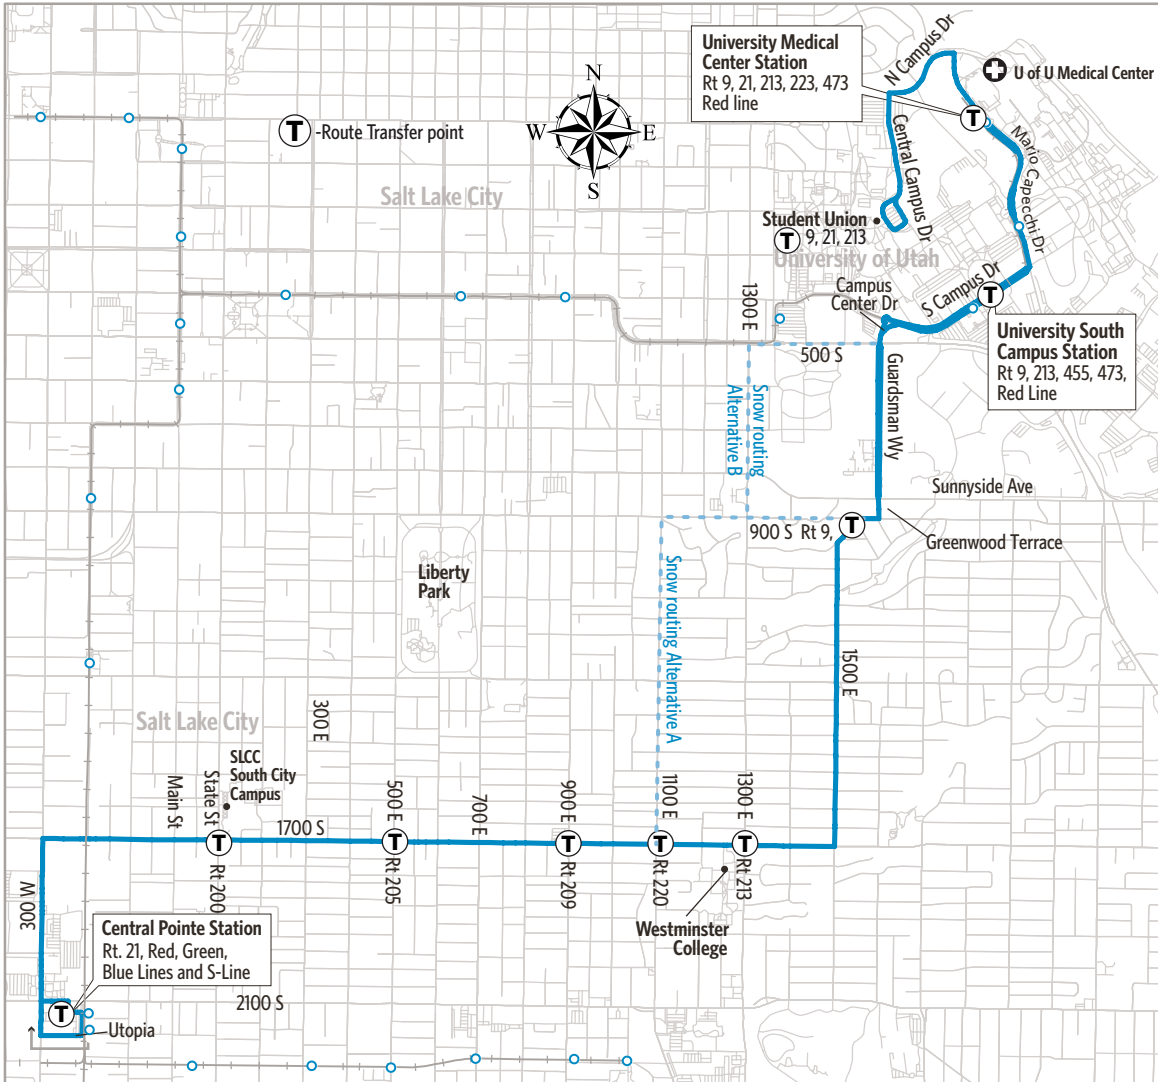 University Medical
Center Station
Rt 9, 21, 213, 223, 473
Red line
N Campus Dr
U of U Medical Center
N
W
E
S
T
-Route Transfer point
T
Mario Capecchi Dr
Central Campus Dr
Salt Lake City
Student Union
T
9, 21, 213
University of Utah
Campus
Center Dr
S Campus Dr
T
1300 E
500 S
University South
Campus Station
Rt 9, 213, 455, 473,
Red Line
Guardsman Wy
Snow routing
Alternative B
Sunnyside Ave
900 S Rt 9,
T
Greenwood Terrace
Liberty
Park
Snow routing Alternative A
1500 E
Salt Lake City
300 E
SLCC
South City
Campus
Main St
State St
1700 S
500 E
700 E
900 E
1100 E
1300 E
T
T
T
T
T
Rt 200
Rt 205
Rt 209
Rt 220
Rt 213
300 W
Westminster
College
Central Pointe Station
Rt. 21, Red, Green,
Blue Lines and S-Line
2100 S
T
Utopia